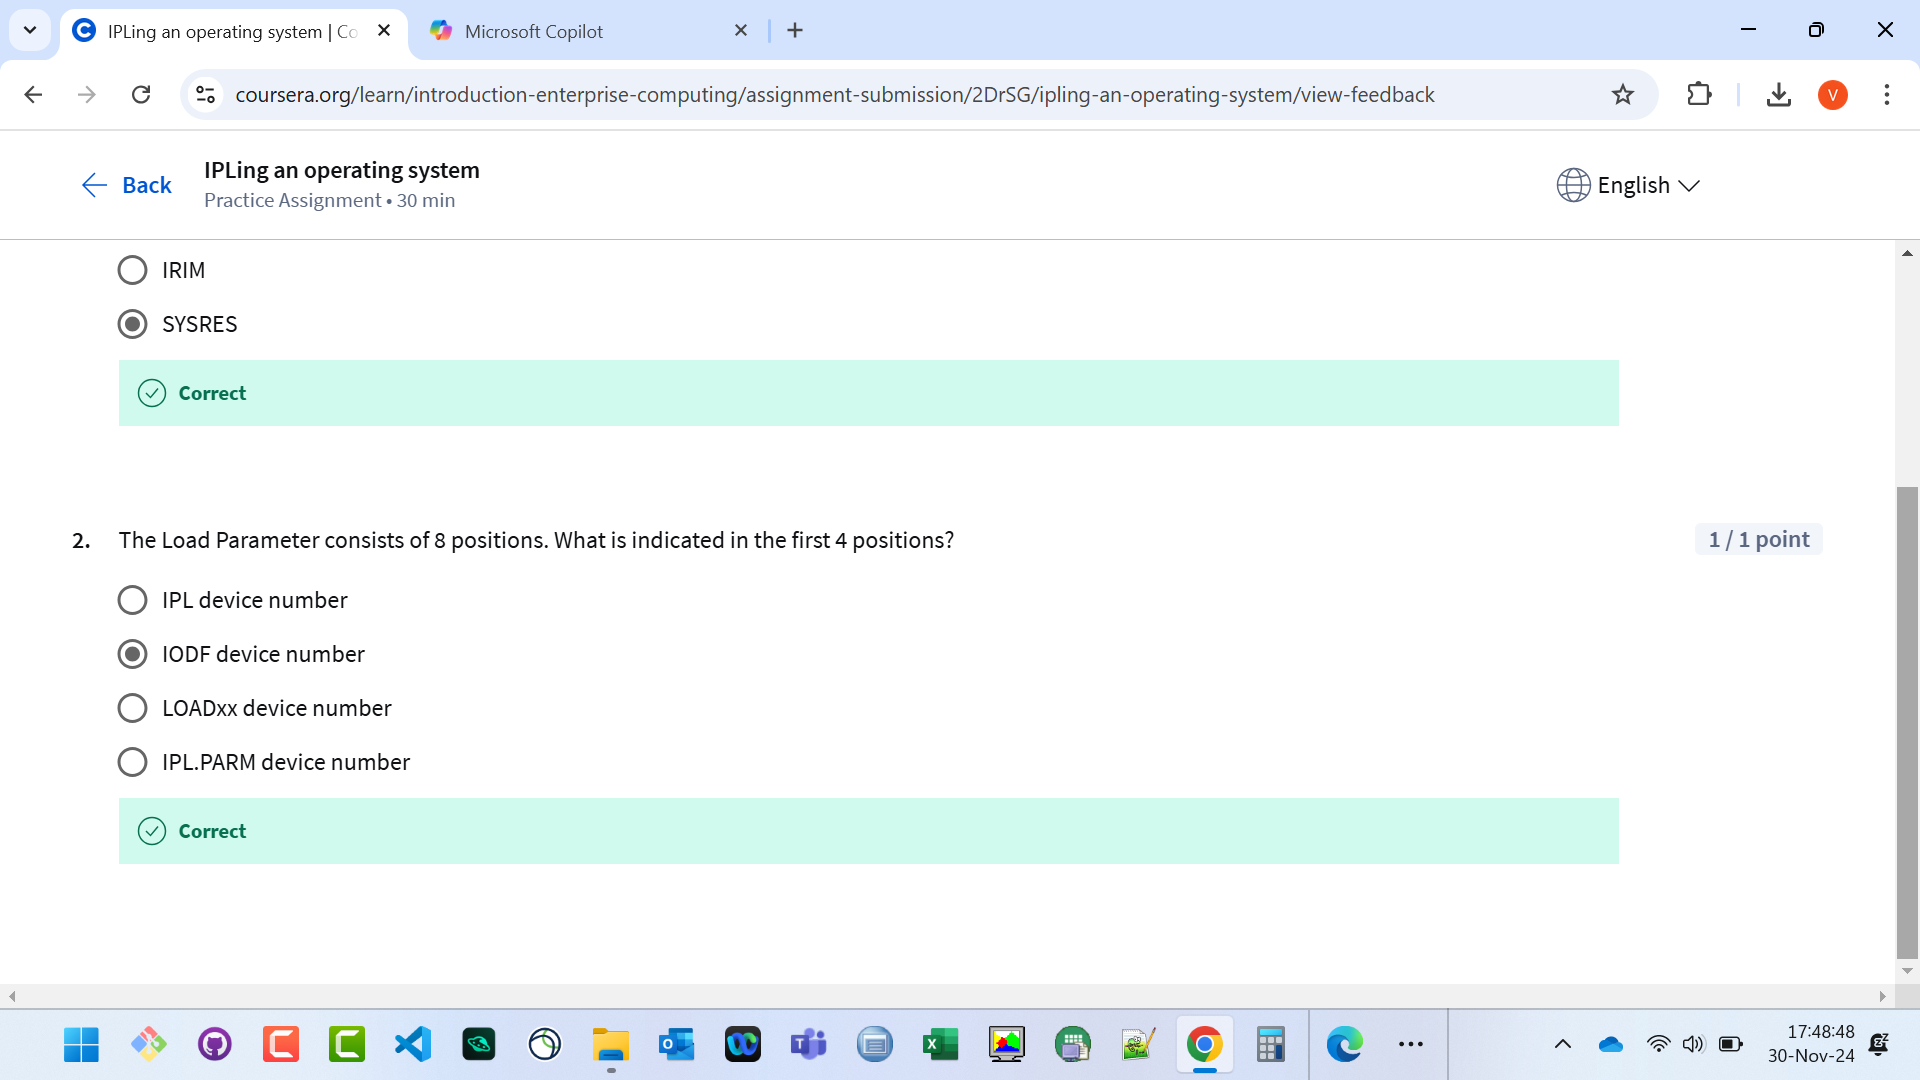 IPLing an operating system | Co
Microsoft Copilot
coursera.org/learn/introduction-enterprise-computing/assignment-submission/2DrSG/ipling-an-operating-system/view-feedback
V
Back
IPLing an operating system
Practice Assignment • 30 min
English
IRIM
SYSRES
Correct
2. The Load Parameter consists of 8 positions. What is indicated in the first 4 positions?
1 / 1 point
IPL device number
IODF device number
LOADxx device number
IPL.PARM device number
Correct
17:48:48
30-Nov-24